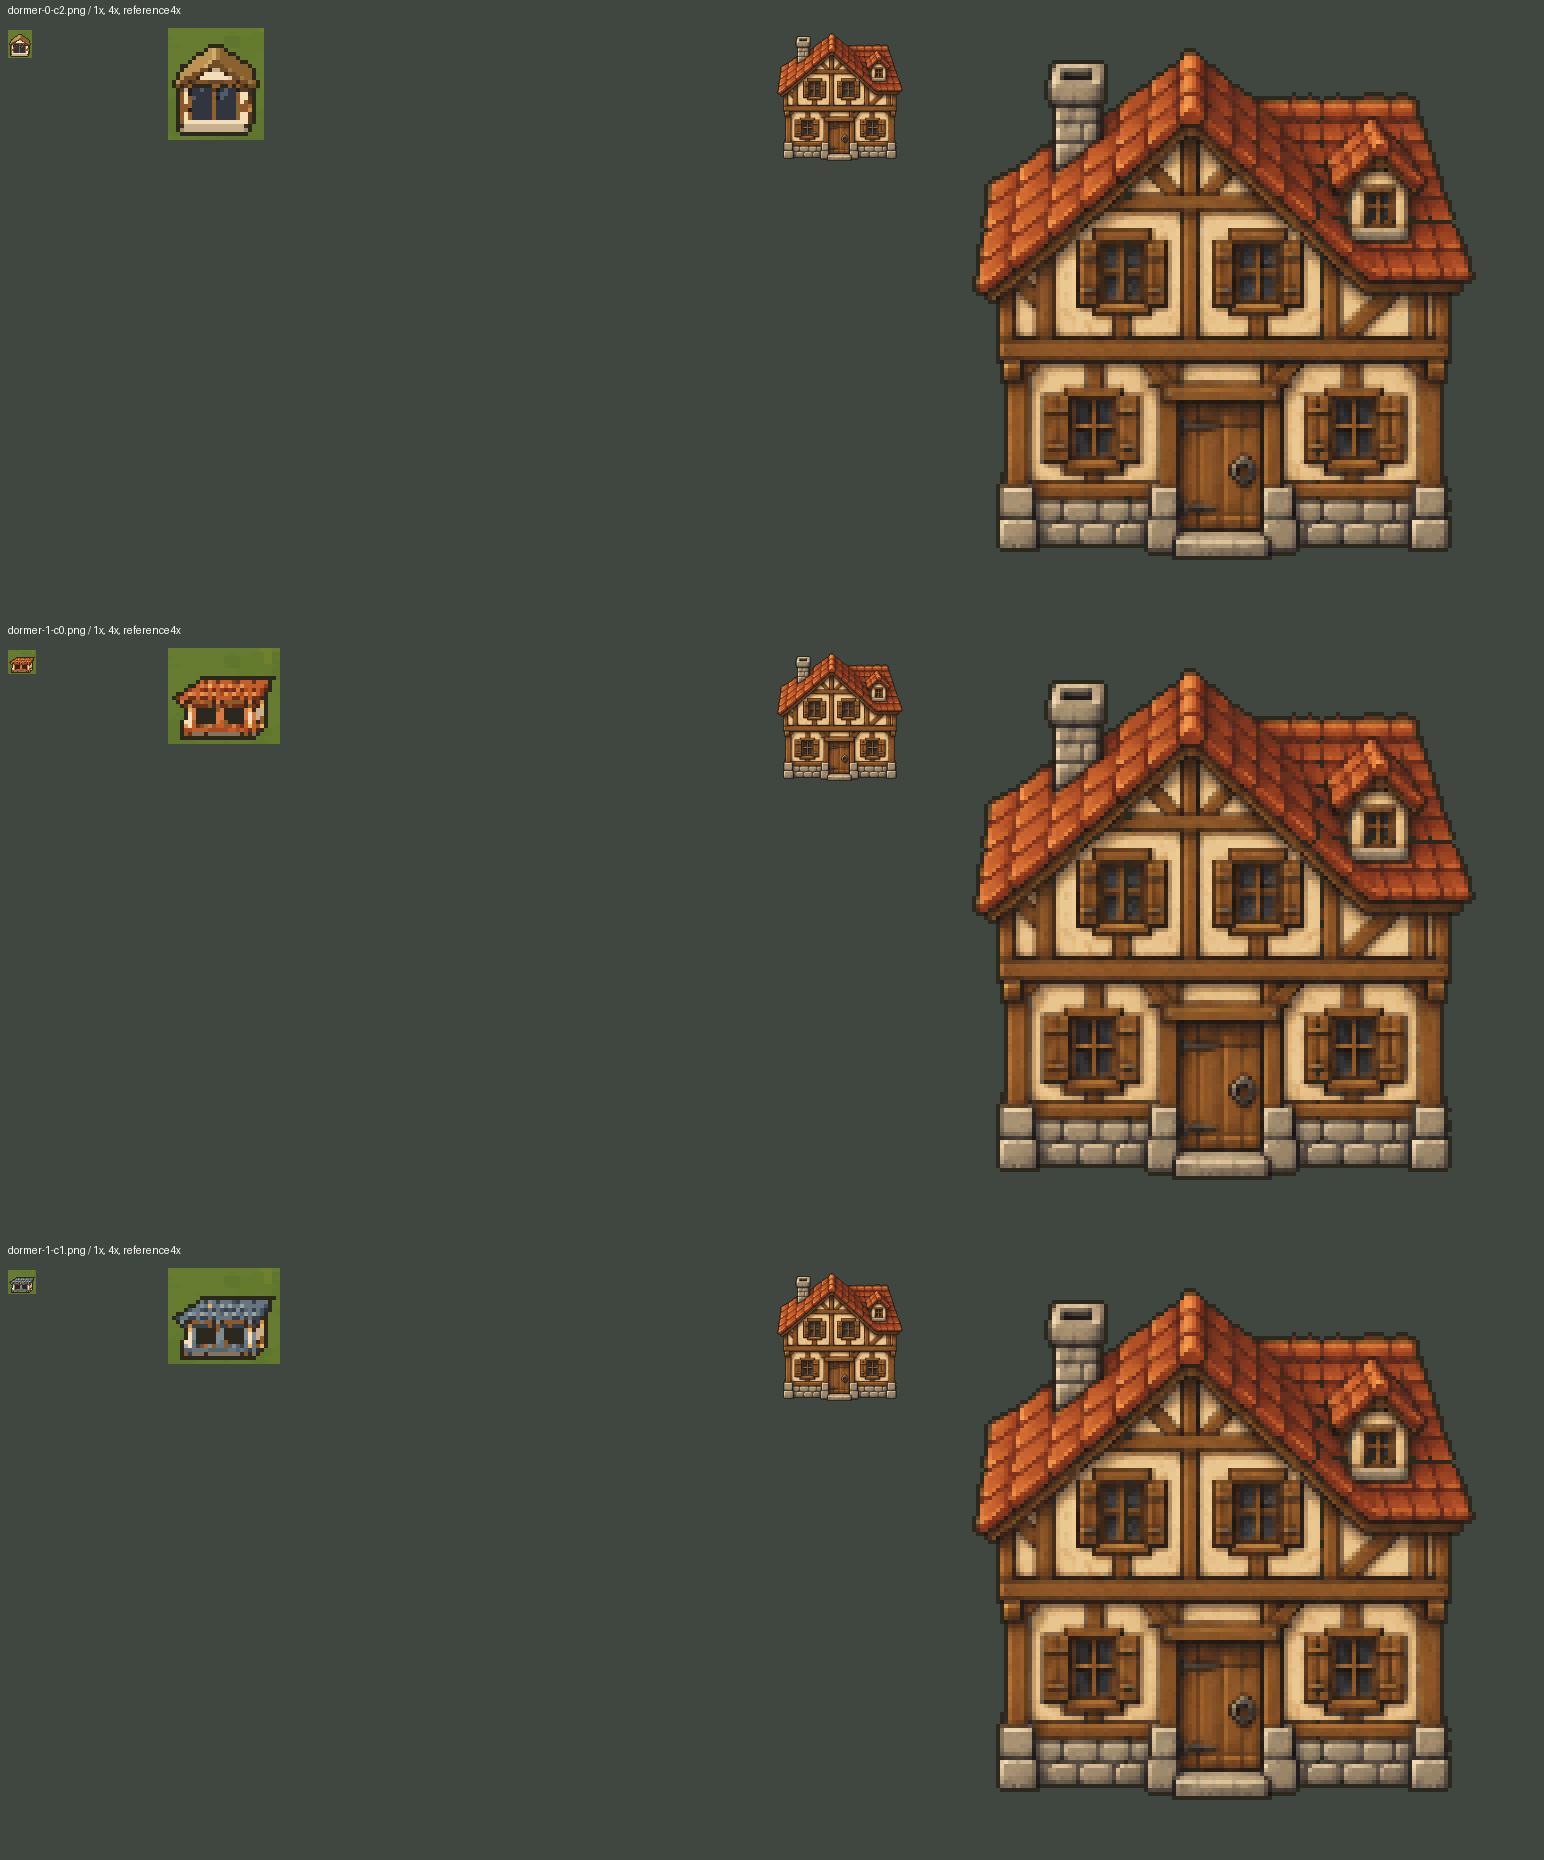 dormer-0-c2.png / 1x, 4x, reference4x
dormer-1-c0.png / 1x, 4x, reference4x
dormer-1-c1.png / 1x, 4x, reference4x